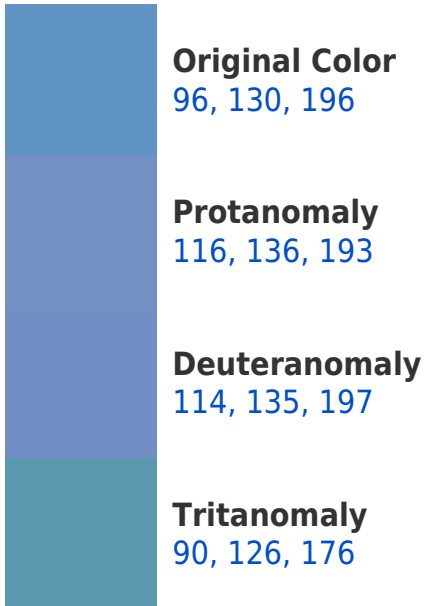 Original Color
96, 130, 196
Protanomaly
116, 136, 193
Deuteranomaly
114, 135, 197
Tritanomaly
90, 126, 176